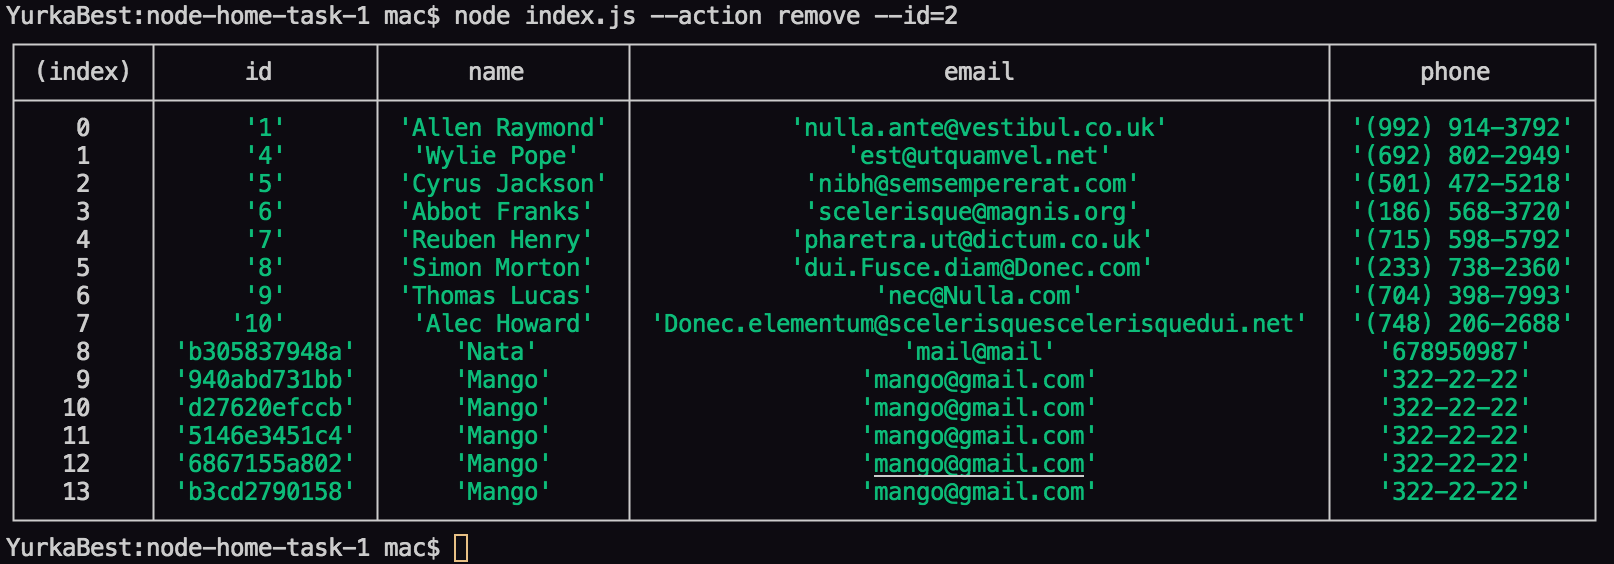 YurkaBest:node-home-task-1 mac$ node index.js --action remove --id=2
(index) id name email phone
0 '1' 'Allen Raymond' 'nulla.ante@vestibul.co.uk' '(992) 914-3792'
1 '4' 'Wylie Pope' 'est@utquamvel.net' '(692) 802-2949'
2 '5' 'Cyrus Jackson' 'nibh@semsempererat.com' '(501) 472-5218'
3 '6' 'Abbot Franks' 'scelerisque@magnis.org' '(186) 568-3720'
4 '7' 'Reuben Henry' 'pharetra.ut@dictum.co.uk' '(715) 598-5792'
5 '8' 'Simon Morton' 'dui.Fusce.diam@Donec.com' '(233) 738-2360'
6 '9' 'Thomas Lucas' 'nec@Nulla.com' '(704) 398-7993'
7 '10' 'Alec Howard' 'Donec.elementum@scelerisquescelerisquedui.net' '(748) 206-2688'
8 'b305837948a' 'Nata' 'mail@mail' '678950987'
9 '940abd731bb' 'Mango' 'mango@gmail.com' '322-22-22'
10 'd27620efccb' 'Mango' 'mango@gmail.com' '322-22-22'
11 '5146e3451c4' 'Mango' 'mango@gmail.com' '322-22-22'
12 '6867155a802' 'Mango' 'mango@gmail.com' '322-22-22'
13 'b3cd2790158' 'Mango' 'mango@gmail.com' '322-22-22'
YurkaBest:node-home-task-1 mac$